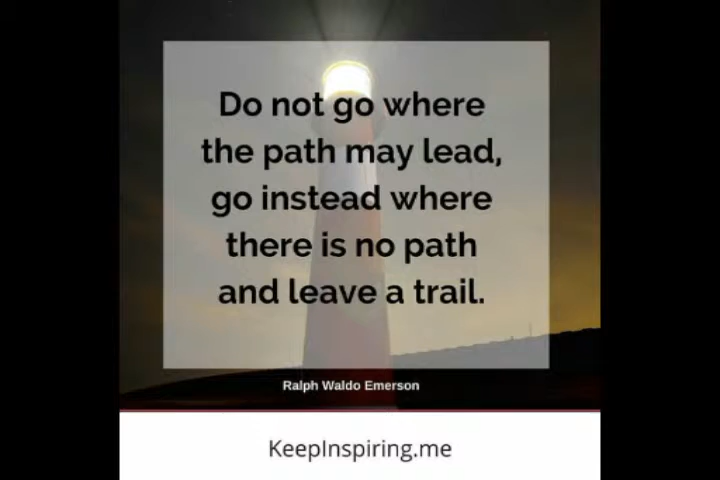 Do not go where
the path may lead,
go instead where
there is no path
and leave a trail.
Ralph Waldo Emerson
KeepInspiring.me